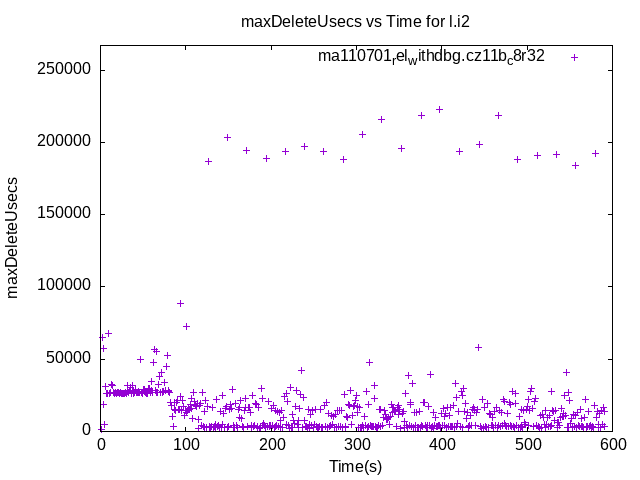 maxDeleteUsecs vs Time for l.i2
ma110701_rel_withdbg.cz11b_c8r32
250000
200000
150000
100000
50000
0
maxDeleteUsecs
0 100 200 300 400 500 600
Time(s)